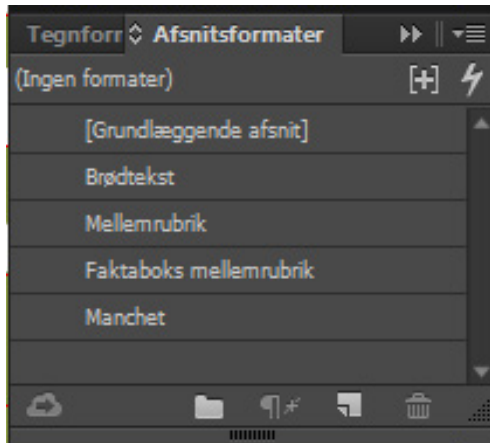 Tegnforr Afsnitsformater
(Ingen formater)
[Grundlæggende afsnit]
Brødtekst
Mellemrubrik
Faktaboks mellemrubrik
Manchet